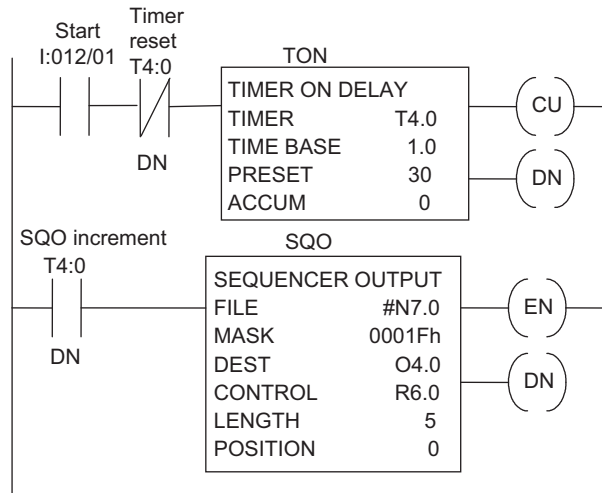 Start
I:012/01
Timer
reset
T4:0
DN
TON
TIMER ON DELAY
TIMER T4.0
TIME BASE 1.0
PRESET 30
ACCUM 0
CU
DN
SQO increment
T4:0
DN
SQO
SEQUENCER OUTPUT
FILE #N7.0
MASK 0001Fh
DEST O4.0
CONTROL R6.0
LENGTH 5
POSITION 0
EN
DN